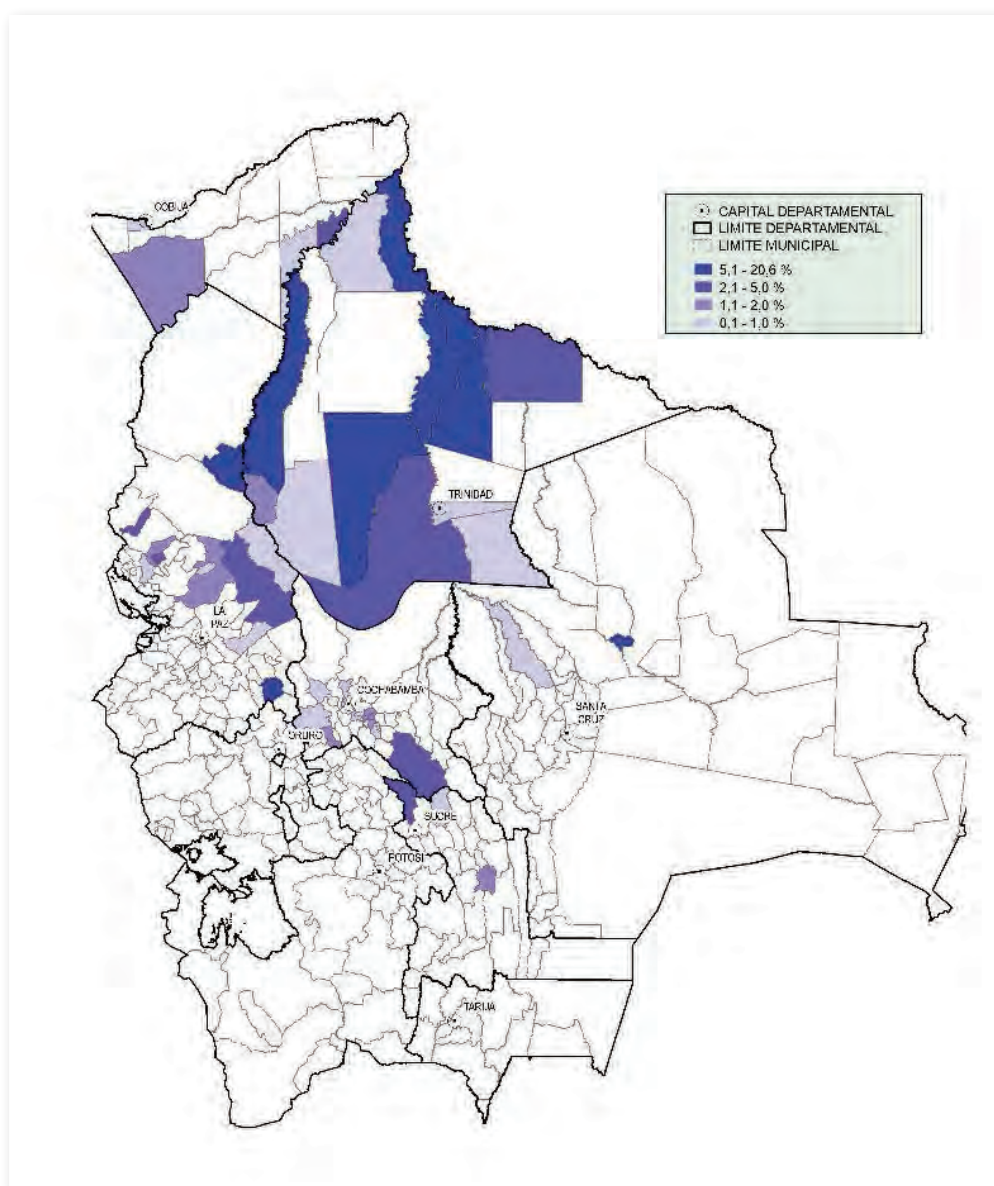 COBIJA
CAPITAL DEPARTAMENTAL
LIMITE DEPARTAMENTAL
LIMITE MUNICIPAL
5,1 - 20,6 %
2,1 - 5,0 %
1,1 - 2,0 %
0,1 - 1,0 %
TRINIDAD
LA
PAZ
COCHABAMBA
SANTA
CRUZ
ORURO
SUCRE
POTOSI
TARIJA